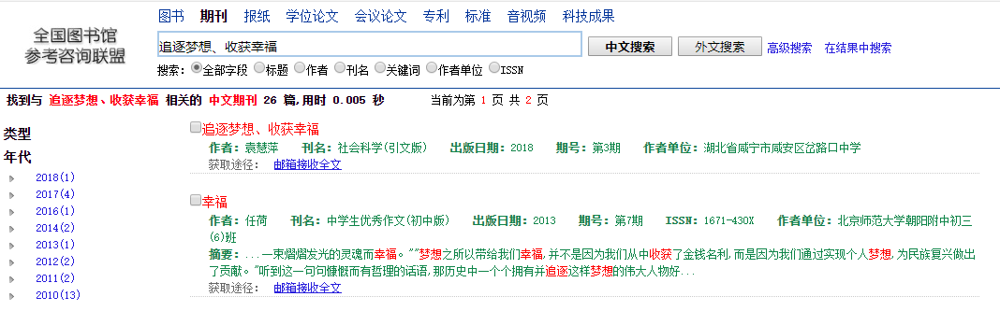 图书 期刊 报纸 学位论文 会议论文 专利 标准 音视频 科技成果
全国图书馆
参考咨询联盟
追逐梦想、收获幸福 中文搜索 外文搜索 高级搜索 在结果中搜索
搜索: 全部字段 标题 作者 刊名 关键词 作者单位 ISSN
找到与 追逐梦想、收获幸福 相关的 中文期刊 26 篇,用时 0.005 秒 当前为第 1 页 共 2 页
类型
年代
2018(1)
2017(4)
2016(1)
2014(2)
2013(1)
2012(2)
2011(2)
2010(13)
追逐梦想、收获幸福
作者: 袁慧萍 刊名: 社会科学(引文版) 出版日期: 2018 期号: 第3期 作者单位: 湖北省咸宁市咸安区岔路口中学
获取途径: 邮箱接收全文
幸福
作者: 任荷 刊名: 中学生优秀作文(初中版) 出版日期: 2013 期号: 第7期 ISSN: 1671-430X 作者单位: 北京师范大学朝阳附中初三
(6)班
摘要: ...一束熠熠发光的灵魂而幸福。""梦想之所以带给我们幸福,并不是因为我们从中收获了金钱名利,而是因为我们通过实现个人梦想,为民族复兴做出
了贡献。"听到这一句句慷慨而有哲理的话语,那历史中一个个拥有并追逐这样梦想的伟大人物好...
获取途径: 邮箱接收全文